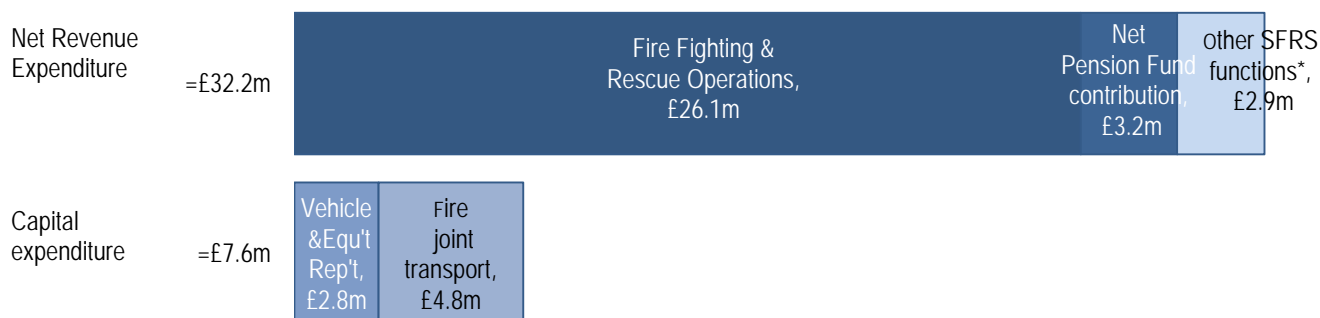 Net Revenue
Expenditure
=£32.2m
Fire Fighting &
Rescue Operations,
£26.1m
Net
Pension Fund
contribution,
£3.2m
Other SFRS
functions*,
£2.9m
Capital
expenditure
=£7.6m
Vehicle
&Equ't
Rep't,
£2.8m
Fire
joint
transport,
£4.8m